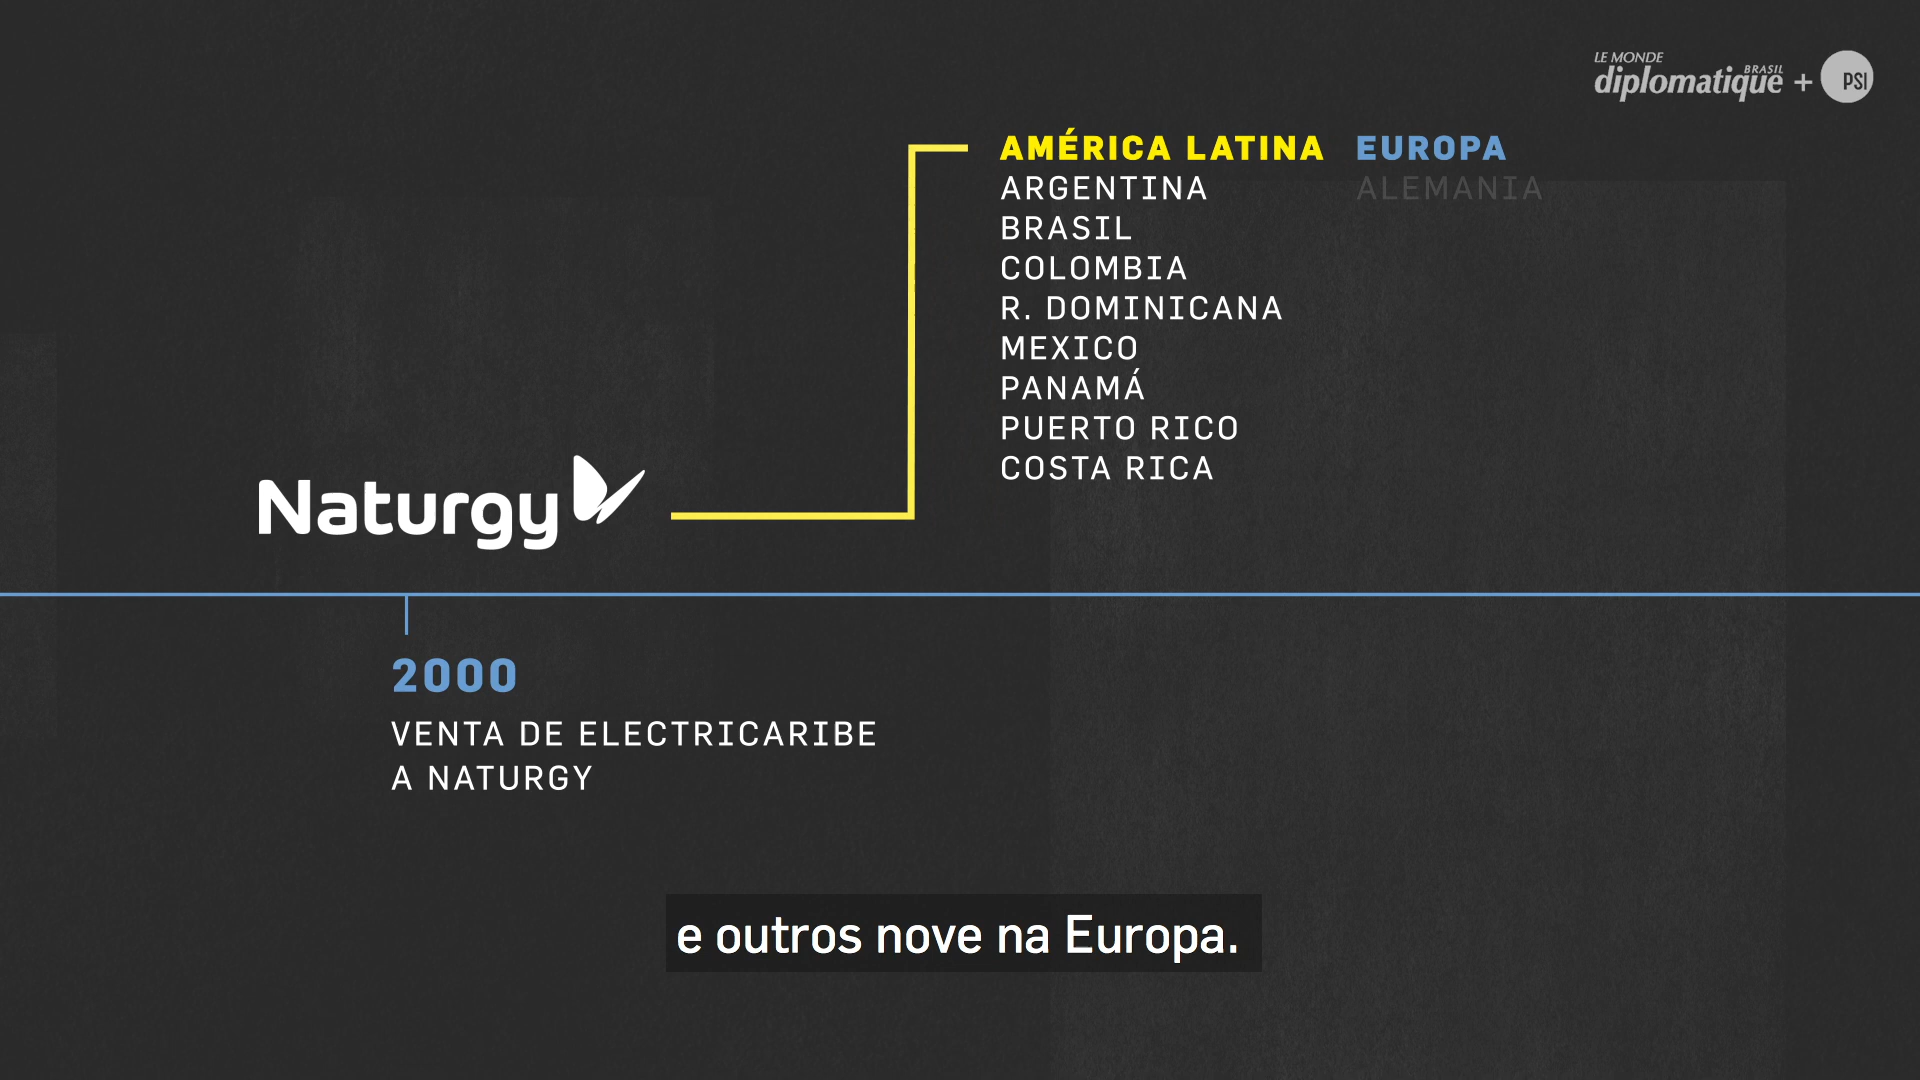 LE MONDE
diplomatique BRASIL + PSI
AMÉRICA LATINA
ARGENTINA
BRASIL
COLOMBIA
R. DOMINICANA
MEXICO
PANAMÁ
PUERTO RICO
COSTA RICA
EUROPA
ALEMANIA
Naturgy
2000
VENTA DE ELECTRICARIBE
A NATURGY
e outros nove na Europa.